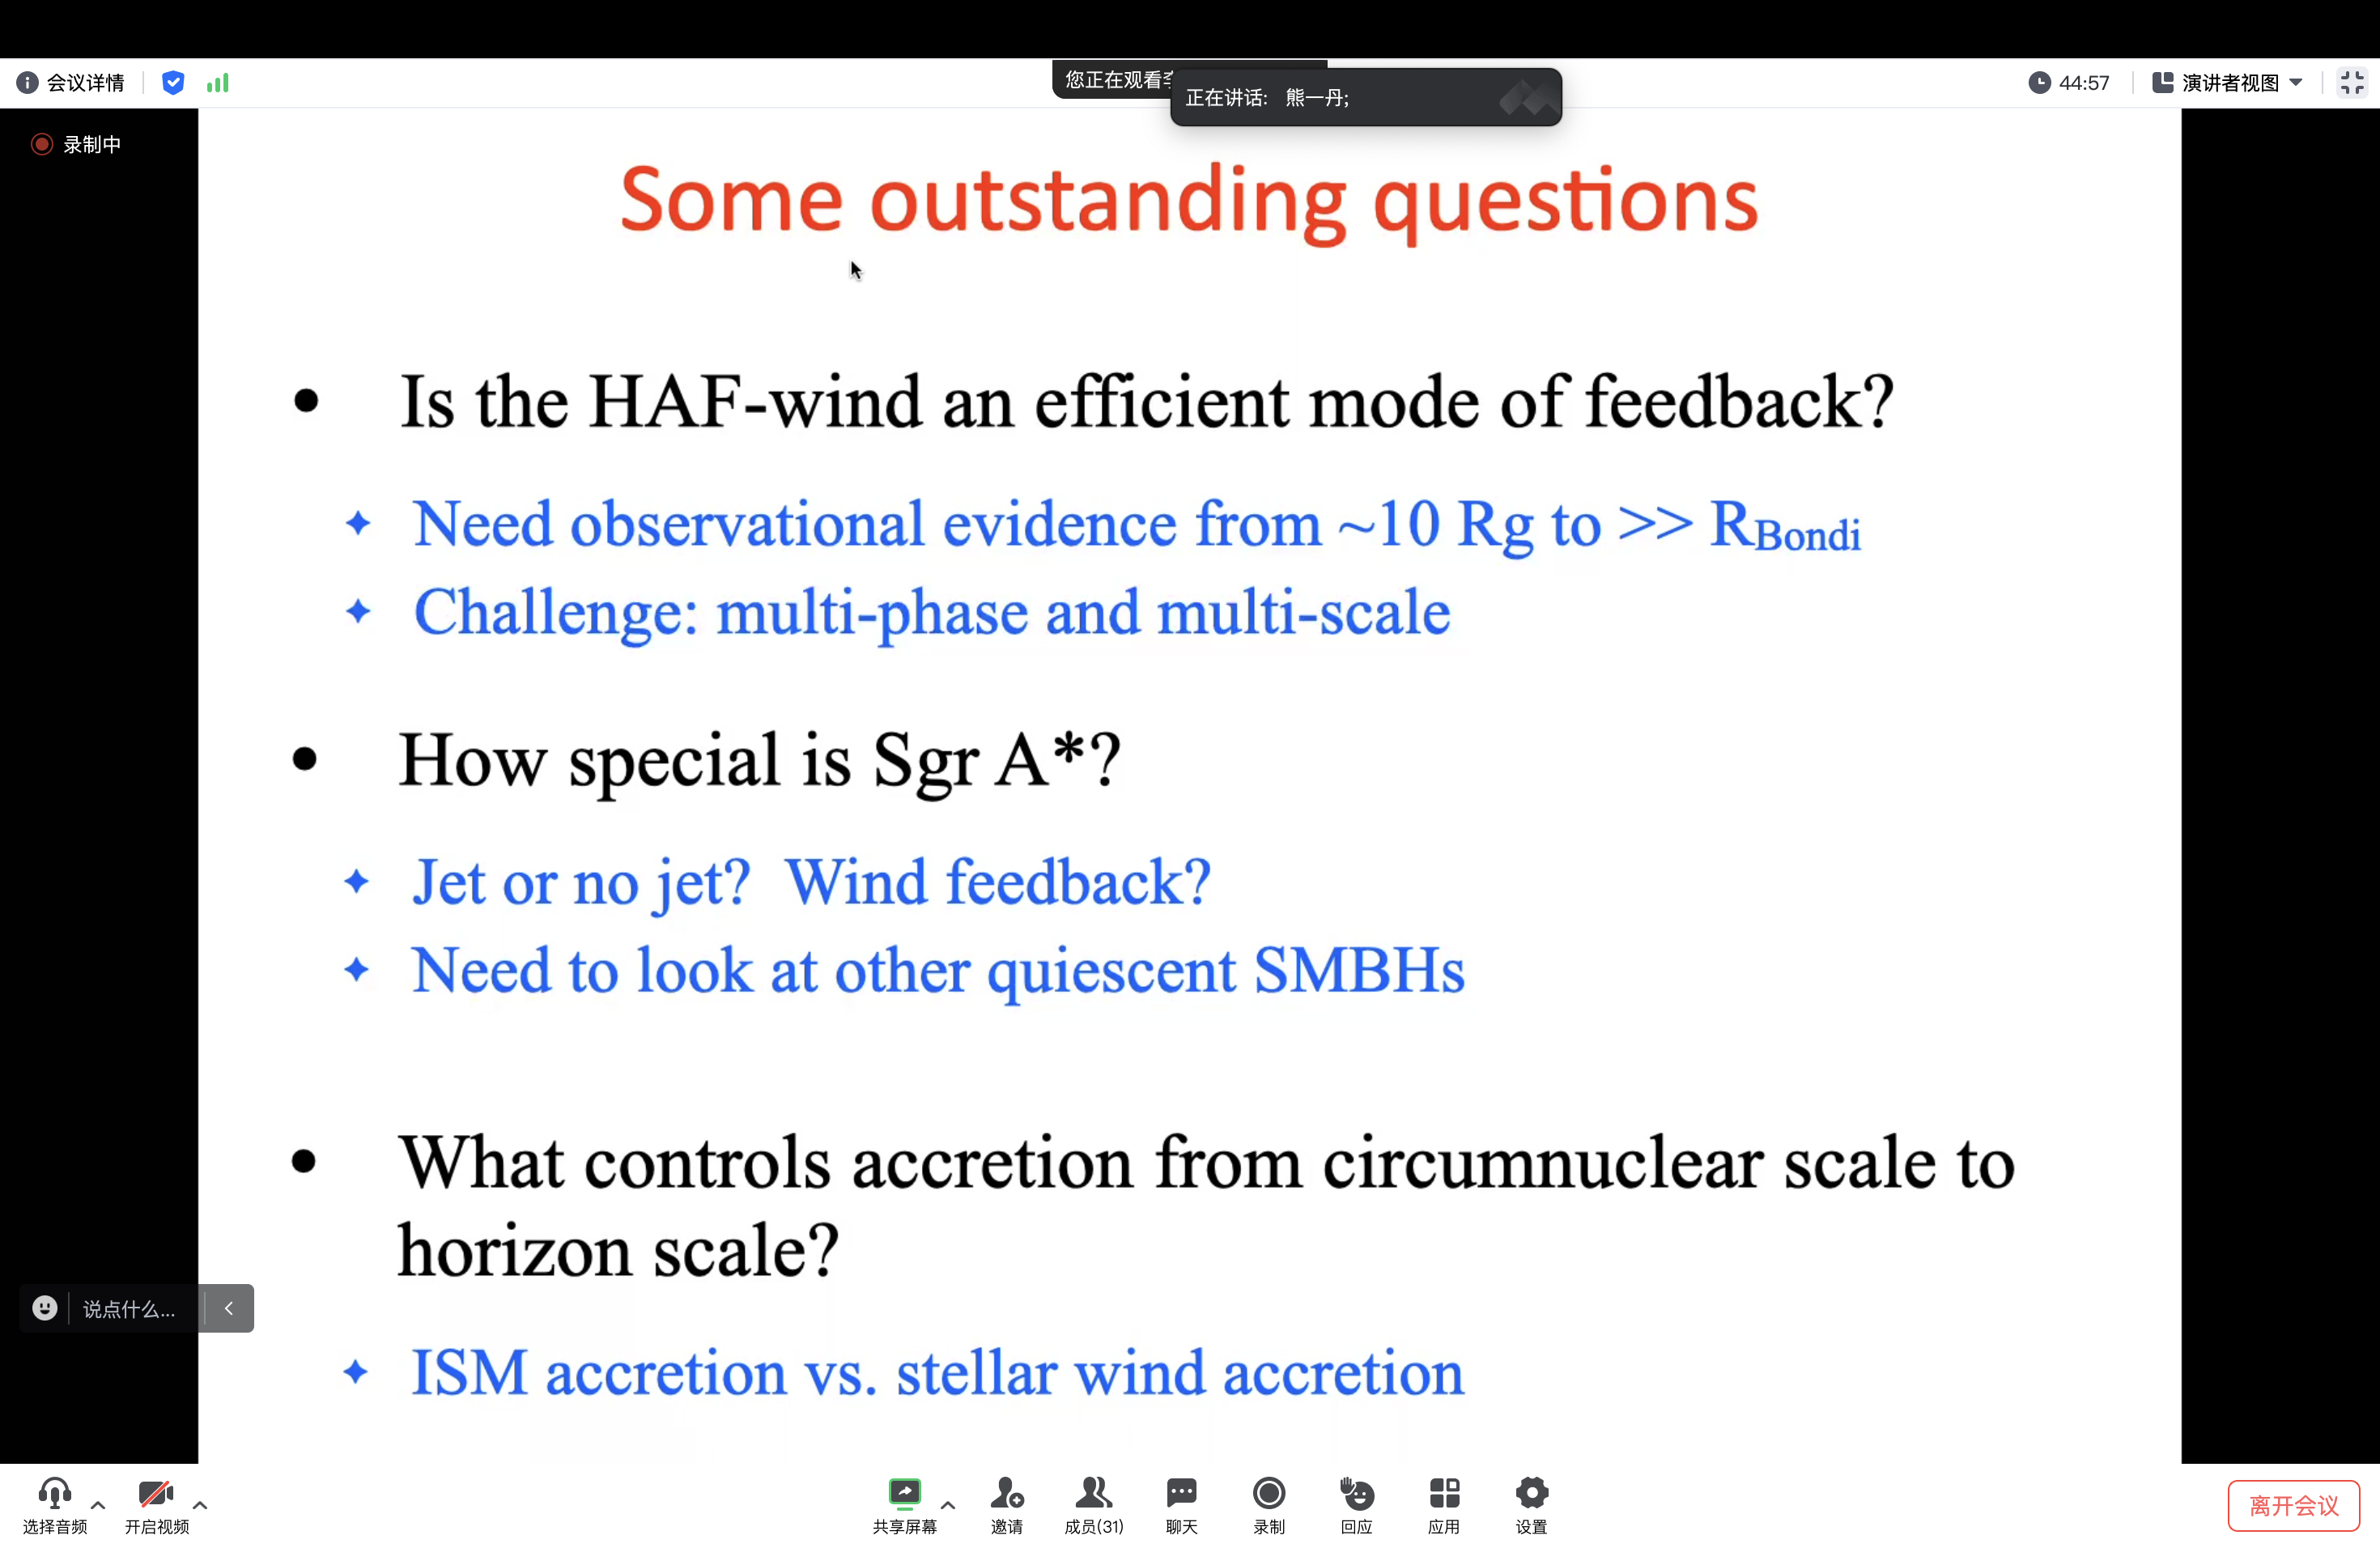 会议详情
您正在观看李
正在讲话: 熊一丹;
44:57
演讲者视图
录制中
Some outstanding questions
• Is the HAF-wind an efficient mode of feedback?
✦ Need observational evidence from ~10 Rg to >> RBondi
✦ Challenge: multi-phase and multi-scale
• How special is Sgr A*?
✦ Jet or no jet? Wind feedback?
✦ Need to look at other quiescent SMBHs
• What controls accretion from circumnuclear scale to
horizon scale?
说点什么...
✦ ISM accretion vs. stellar wind accretion
选择音频
开启视频
共享屏幕
邀请
成员(31)
聊天
录制
回应
应用
设置
离开会议